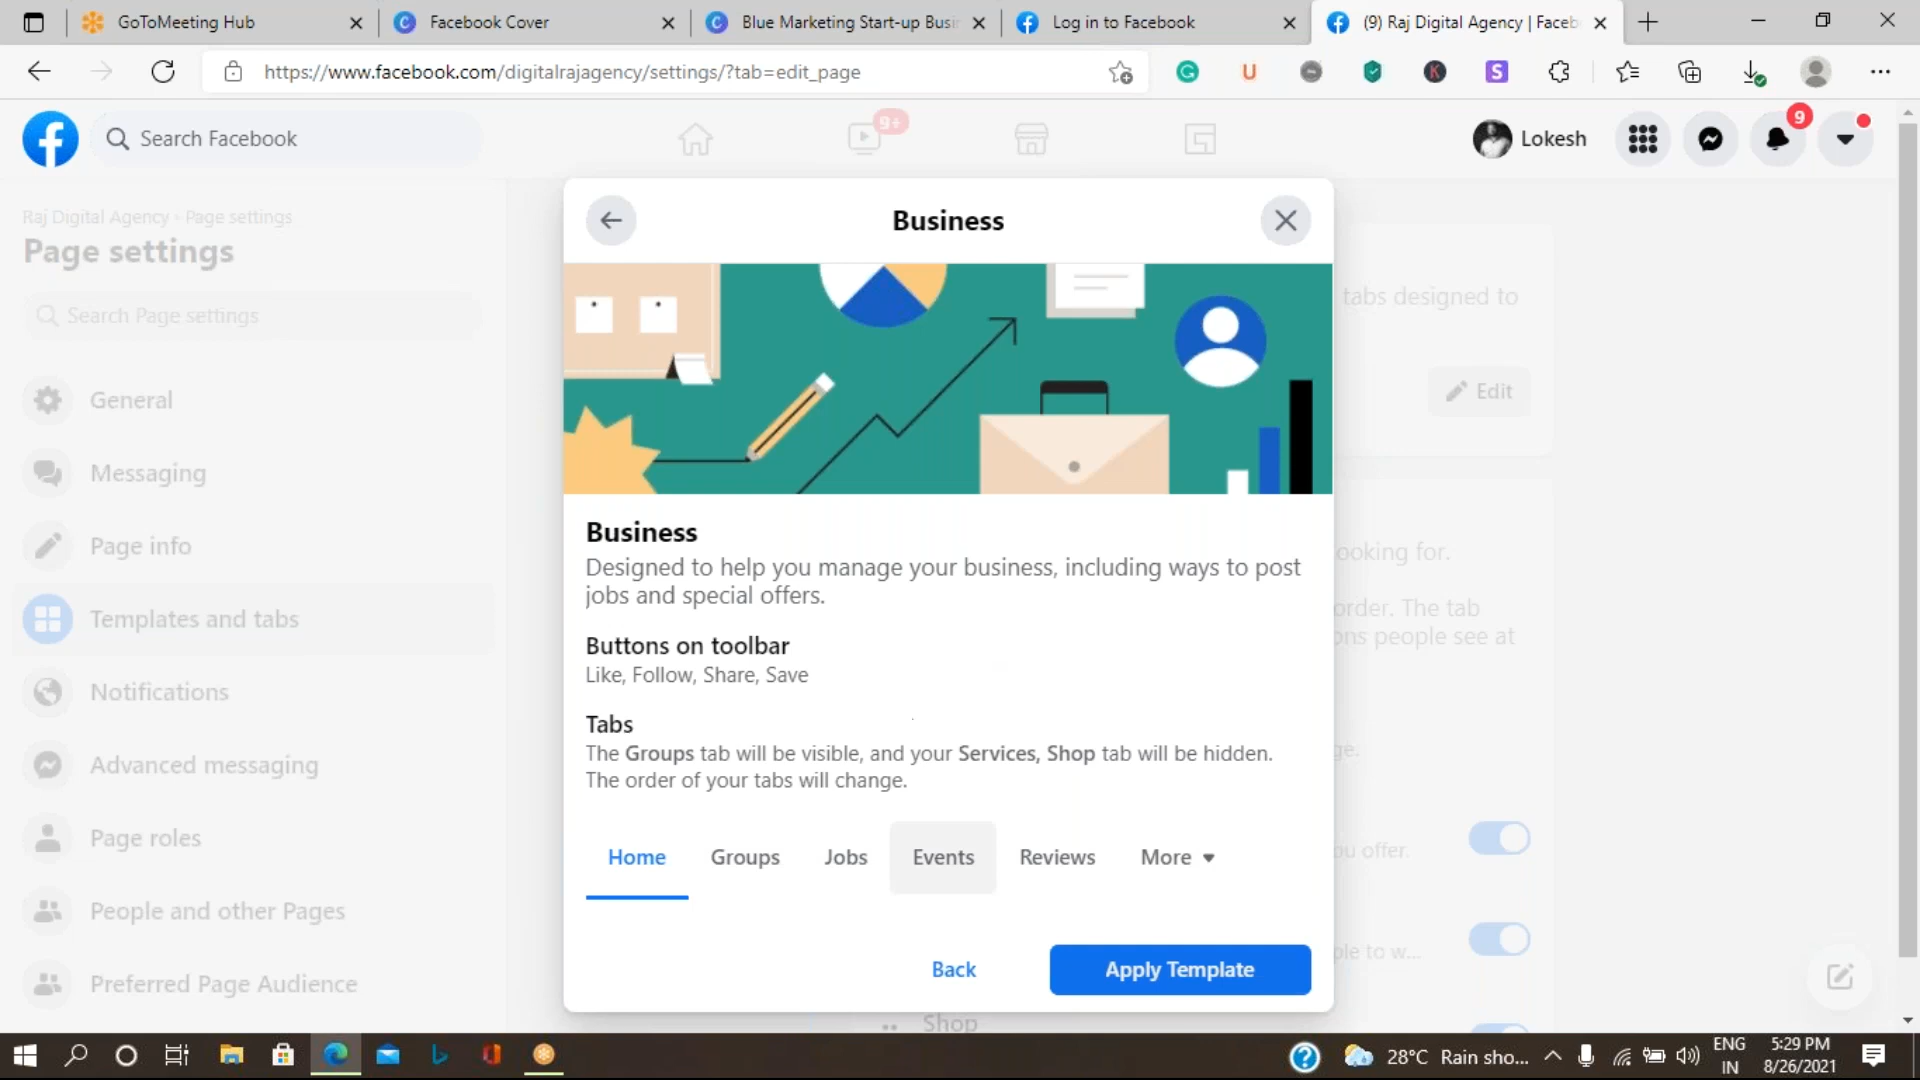 GoToMeeting Hub
Facebook Cover
Blue Marketing Start-up Busi
Log in to Facebook
(9) Raj Digital Agency | Faceb
https://www.facebook.com/digitalrajagency/settings/?tab=edit_page
Search Facebook
9+
Lokesh
9
Raj Digital Agency · Page settings
Page settings
Search Page settings
General
Messaging
Page info
Templates and tabs
Notifications
Advanced messaging
Page roles
People and other Pages
Preferred Page Audience
Business
Business
Designed to help you manage your business, including ways to post
jobs and special offers.
Buttons on toolbar
Like, Follow, Share, Save
Tabs
The Groups tab will be visible, and your Services, Shop tab will be hidden.
The order of your tabs will change.
Home Groups Jobs Events Reviews More
Back
Apply Template
tabs designed to
Edit
ooking for.
order. The tab
ons people see at
ge.
ou offer.
ple to w...
Shop
28°C Rain sho...
ENG
IN
5:29 PM
8/26/2021